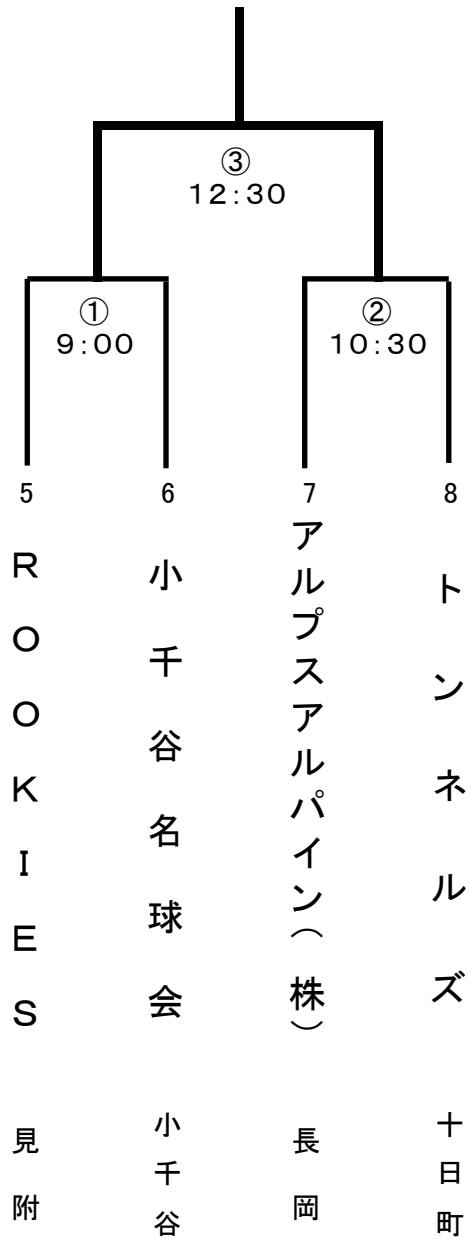 ③
12:30
①
9:00
②
10:30
5
6
7
8
ROOKIES
小千谷名球会
アルプスアルパイン（株）
トンネルズ
見附
小千谷
長岡
十日町